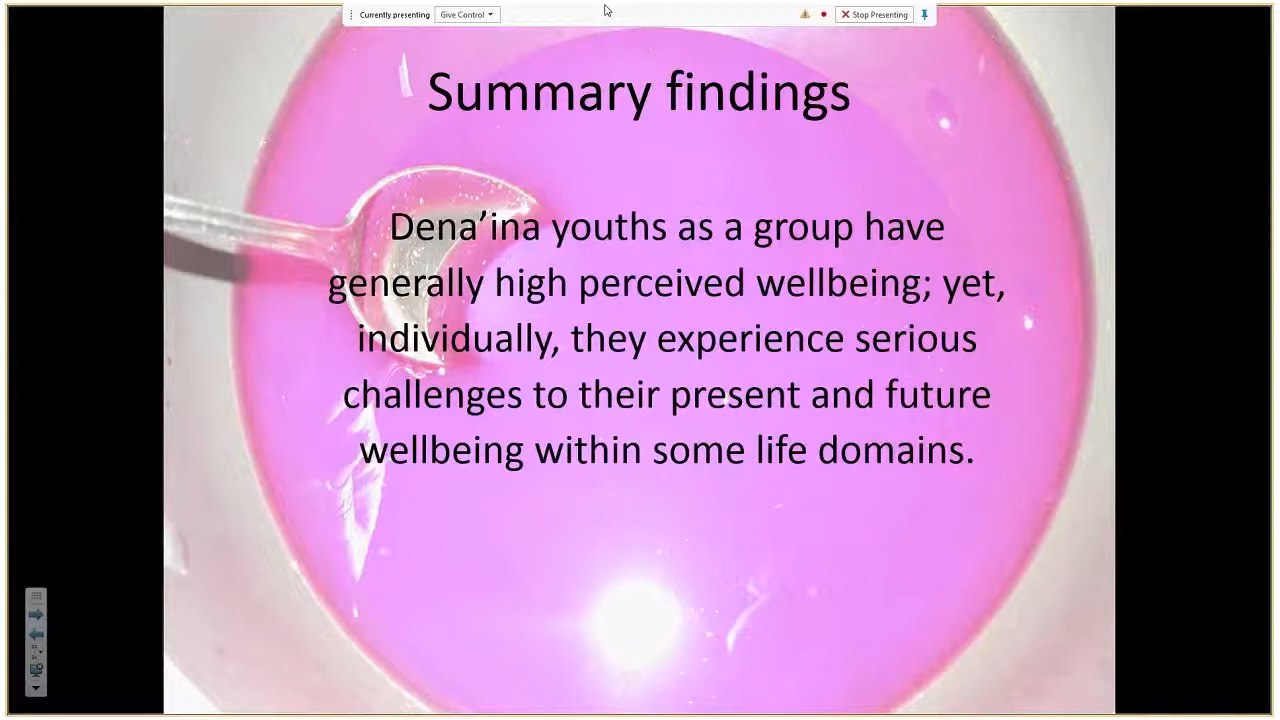 Currently presenting
Give Control
Stop Presenting
Summary findings
Dena’ina youths as a group have
generally high perceived wellbeing; yet,
individually, they experience serious
challenges to their present and future
wellbeing within some life domains.